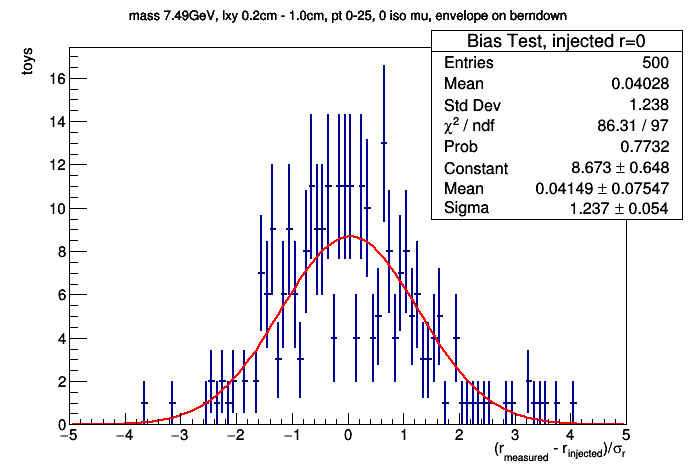 mass 7.49GeV, lxy 0.2cm - 1.0cm, pt 0-25, 0 iso mu, envelope on berndown
Bias Test, injected r=0
Entries 500
Mean 0.04028
Std Dev 1.238
χ² / ndf 86.31 / 97
Prob 0.7732
Constant 8.673 ± 0.648
Mean 0.04149 ± 0.07547
Sigma 1.237 ± 0.054
toys
16
14
12
10
8
6
4
2
0
−5 −4 −3 −2 −1 0 1 2 3 4 5
(r_measured - r_injected)/σ_r